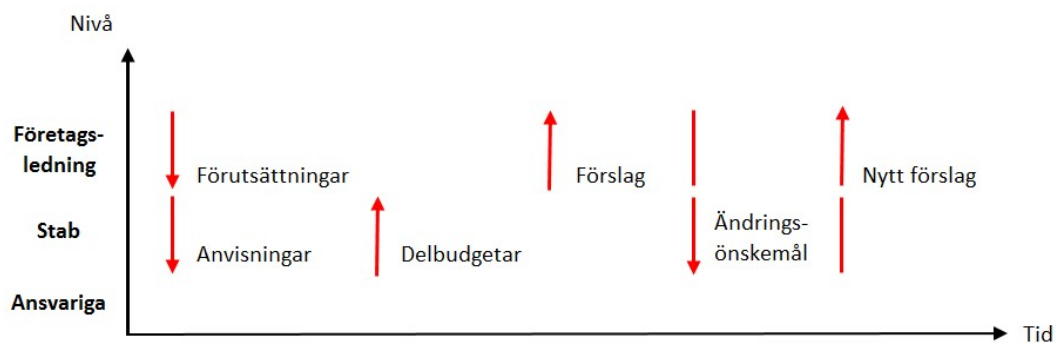 Nivå
Företags-
ledning
Förutsättningar
Förslag
Nytt förslag
Stab
Anvisningar
Delbudgetar
Ändrings-
önskemål
Ansvariga
Tid